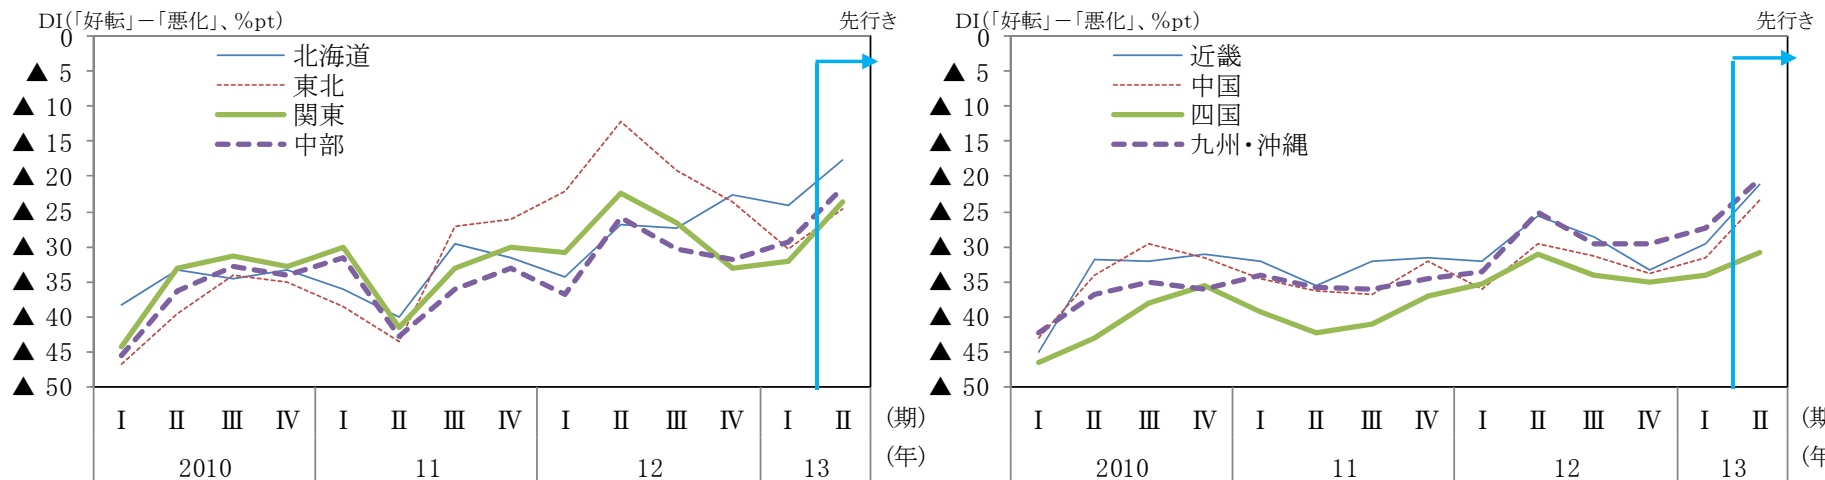 DI(「好転」－「悪化」、%pt)
先行き
0
▲ 5
▲ 10
▲ 15
▲ 20
▲ 25
▲ 30
▲ 35
▲ 40
▲ 45
▲ 50
北海道
東北
関東
中部
Ⅰ Ⅱ Ⅲ Ⅳ Ⅰ Ⅱ Ⅲ Ⅳ Ⅰ Ⅱ Ⅲ Ⅳ Ⅰ Ⅱ (期)
2010 11 12 13 (年)
DI(「好転」－「悪化」、%pt)
先行き
0
▲ 5
▲ 10
▲ 15
▲ 20
▲ 25
▲ 30
▲ 35
▲ 40
▲ 45
▲ 50
近畿
中国
四国
九州・沖縄
Ⅰ Ⅱ Ⅲ Ⅳ Ⅰ Ⅱ Ⅲ Ⅳ Ⅰ Ⅱ Ⅲ Ⅳ Ⅰ Ⅱ (期
2010 11 12 13 (年